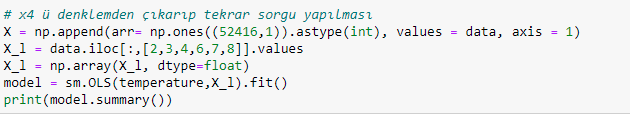 # x4 ü denklemden çıkarıp tekrar sorgu yapılması
X = np.append(arr= np.ones((52416,1)).astype(int), values = data, axis = 1)
X_l = data.iloc[:,[2,3,4,6,7,8]].values
X_l = np.array(X_l, dtype=float)
model = sm.OLS(temperature,X_l).fit()
print(model.summary())